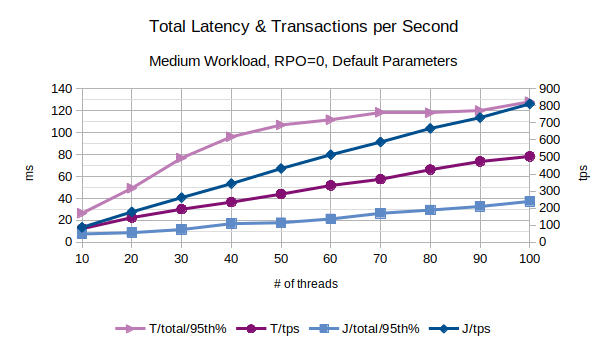 Total Latency & Transactions per Second
Medium Workload, RPO=0, Default Parameters
140 900
120 800
100 700
80 600
60 500
40 400
20 300
0 200
100
0
ms
tps
10 20 30 40 50 60 70 80 90 100
# of threads
T/total/95th% T/tps J/total/95th% J/tps